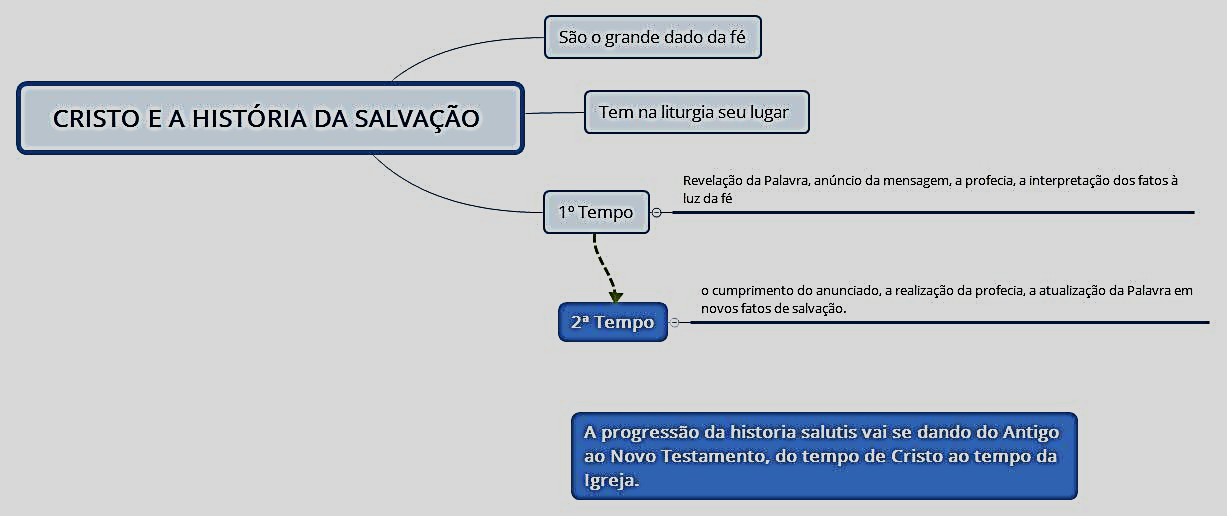 São o grande dado da fé
CRISTO E A HISTÓRIA DA SALVAÇÃO
Tem na liturgia seu lugar
1º Tempo
Revelação da Palavra, anúncio da mensagem, a profecia, a interpretação dos fatos à
luz da fé
2ª Tempo
o cumprimento do anunciado, a realização da profecia, a atualização da Palavra em
novos fatos de salvação.
A progressão da historia salutis vai se dando do Antigo
ao Novo Testamento, do tempo de Cristo ao tempo da
Igreja.